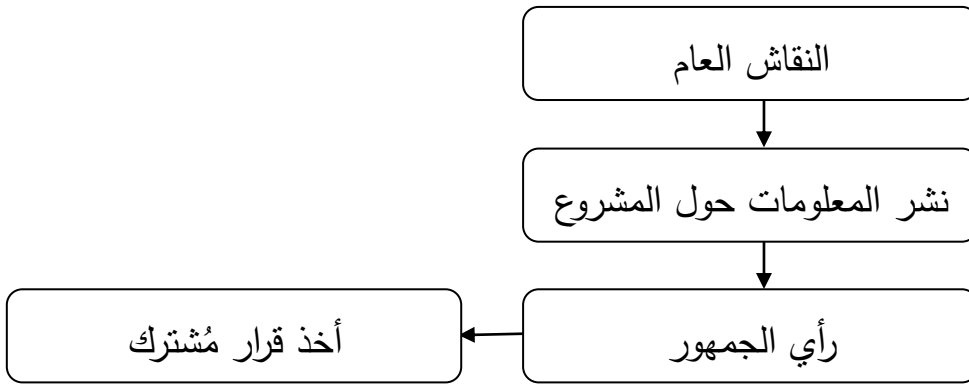 النقاش العام
نشر المعلومات حول المشروع
رأي الجمهور
أخذ قرار مُشترك